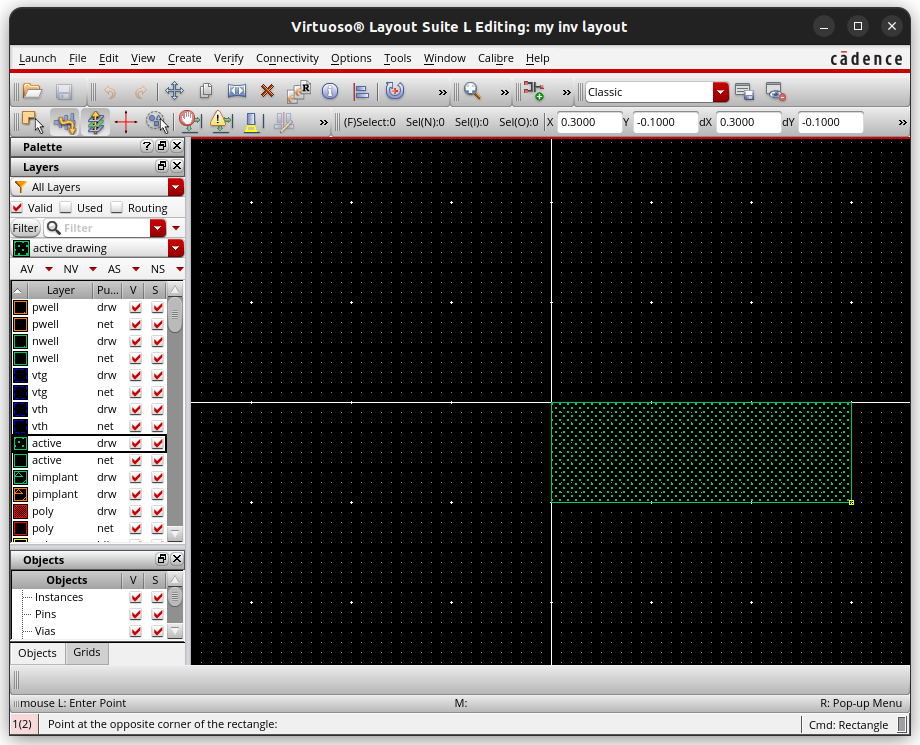 Virtuoso® Layout Suite L Editing: my inv layout
Launch File Edit View Create Verify Connectivity Options Tools Window Calibre Help cādence
R » » » Classic
» (F)Select:0 Sel(N):0 Sel(I):0 Sel(O):0 X 0.3000 Y -0.1000 dX 0.3000 dY -0.1000 »
Palette ?
Layers
All Layers
Valid Used Routing
Filter Filter
active drawing
AV NV AS NS
Layer Pu... V S
pwell drw
pwell net
nwell drw
nwell net
vtg drw
vtg net
vth drw
vth net
active drw
active net
nimplant drw
pimplant drw
poly drw
poly net
Objects
Objects V S
Instances
Pins
Vias
Objects Grids
mouse L: Enter Point M: R: Pop-up Menu
1(2) Point at the opposite corner of the rectangle: Cmd: Rectangle